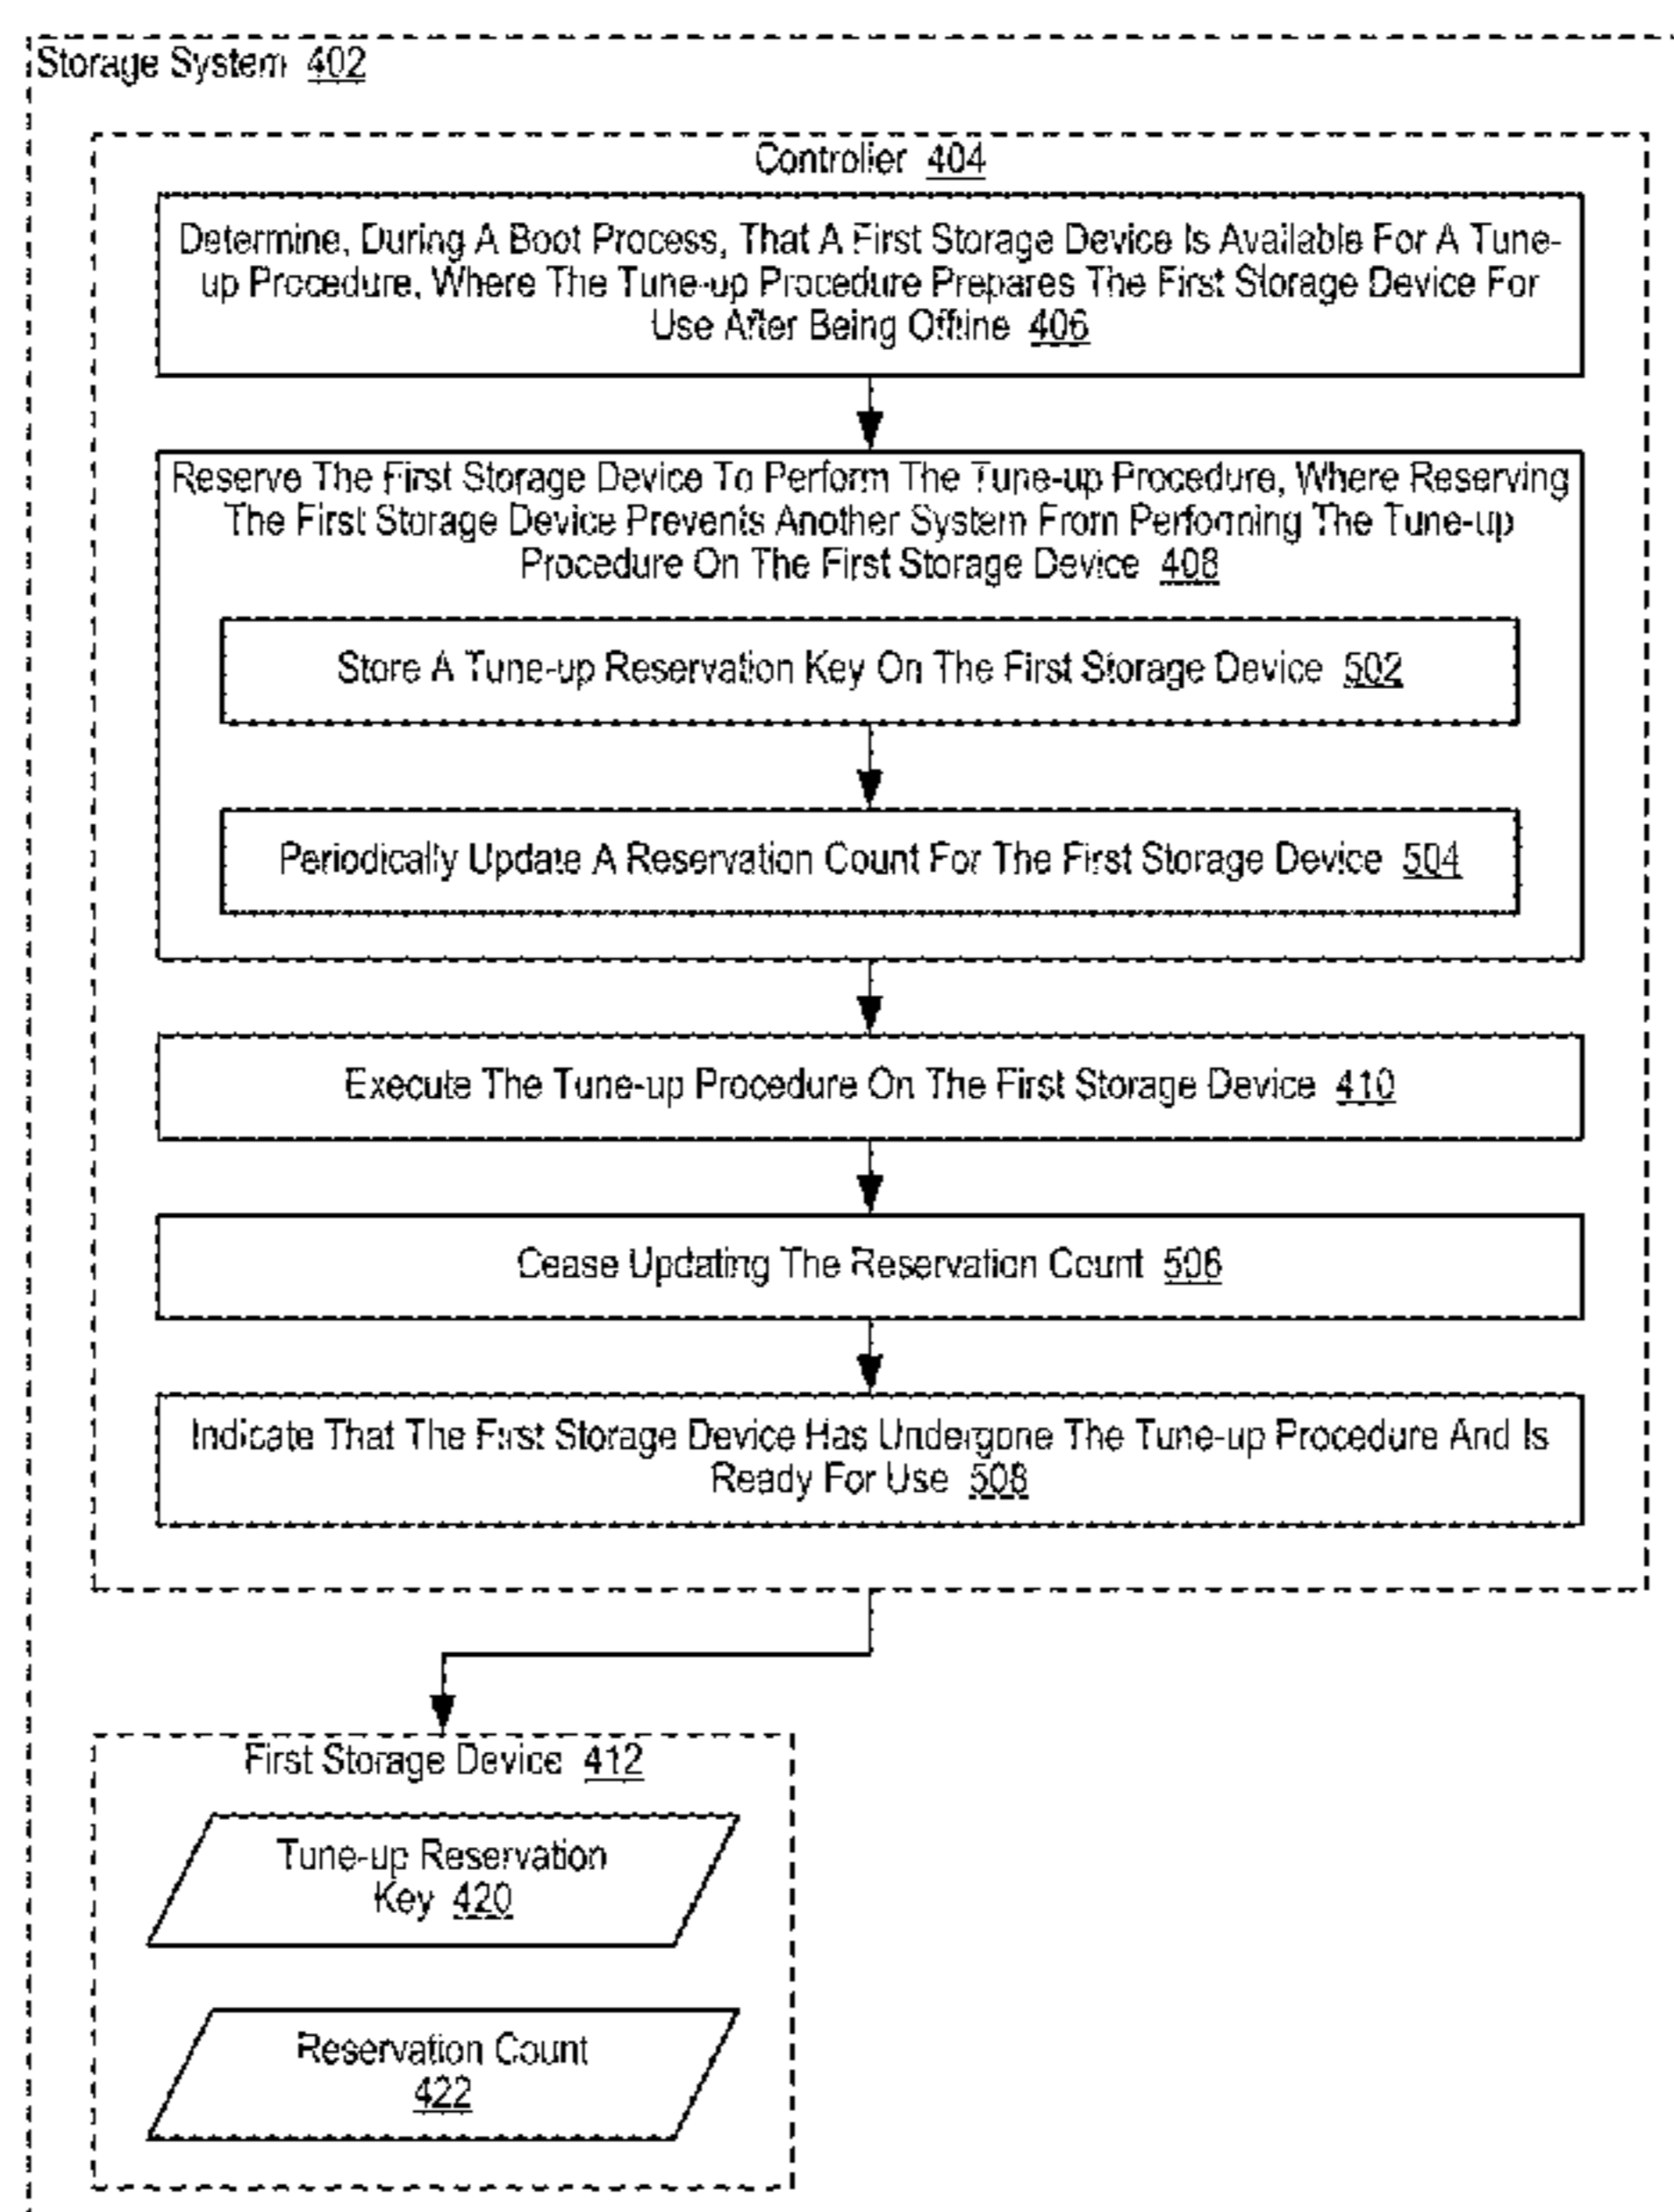 Storage System 402
Controller 404
Determine, During A Boot Process, That A First Storage Device Is Available For A Tune-
up Procedure, Where The Tune-up Procedure Prepares The First Storage Device For
Use After Being Offline 406
Reserve The First Storage Device To Perform The Tune-up Procedure, Where Reserving
The First Storage Device Prevents Another System From Performing The Tune-up
Procedure On The First Storage Device 408
Store A Tune-up Reservation Key On The First Storage Device 502
Periodically Update A Reservation Count For The First Storage Device 504
Execute The Tune-up Procedure On The First Storage Device 410
Cease Updating The Reservation Count 506
Indicate That The First Storage Device Has Undergone The Tune-up Procedure And Is
Ready For Use 508
First Storage Device 412
Tune-up Reservation
Key 420
Reservation Count
422